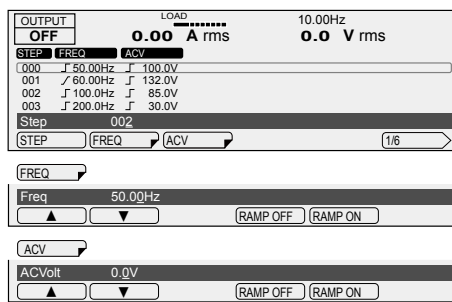 OUTPUT LOAD 10.00Hz
OFF 0.00 A rms 0.0 V rms
STEP FREQ ACV
000 50.00Hz 100.0V
001 60.00Hz 132.0V
002 100.0Hz 85.0V
003 200.0Hz 30.0V
Step 002
STEP FREQ ACV 1/6
FREQ
Freq 50.00Hz
▲ ▼ RAMP OFF RAMP ON
ACV
ACVolt 0.0V
▲ ▼ RAMP OFF RAMP ON